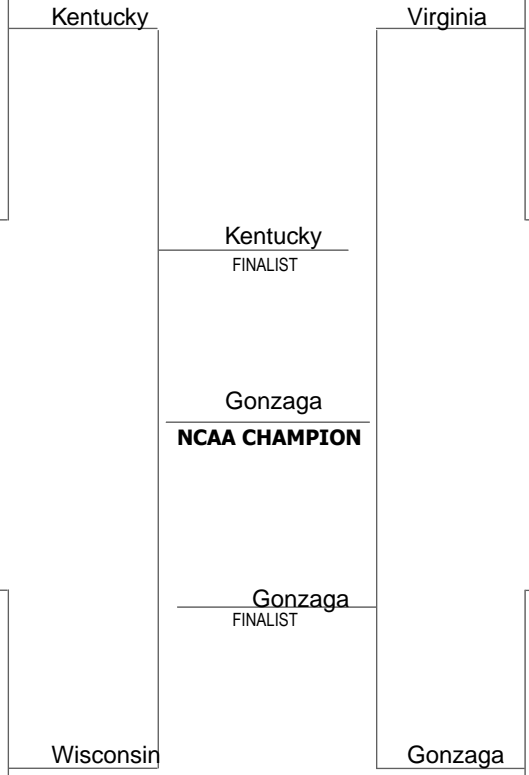 Kentucky
Virginia
Kentucky
FINALIST
Gonzaga
NCAA CHAMPION
Gonzaga
FINALIST
Wisconsin
Gonzaga